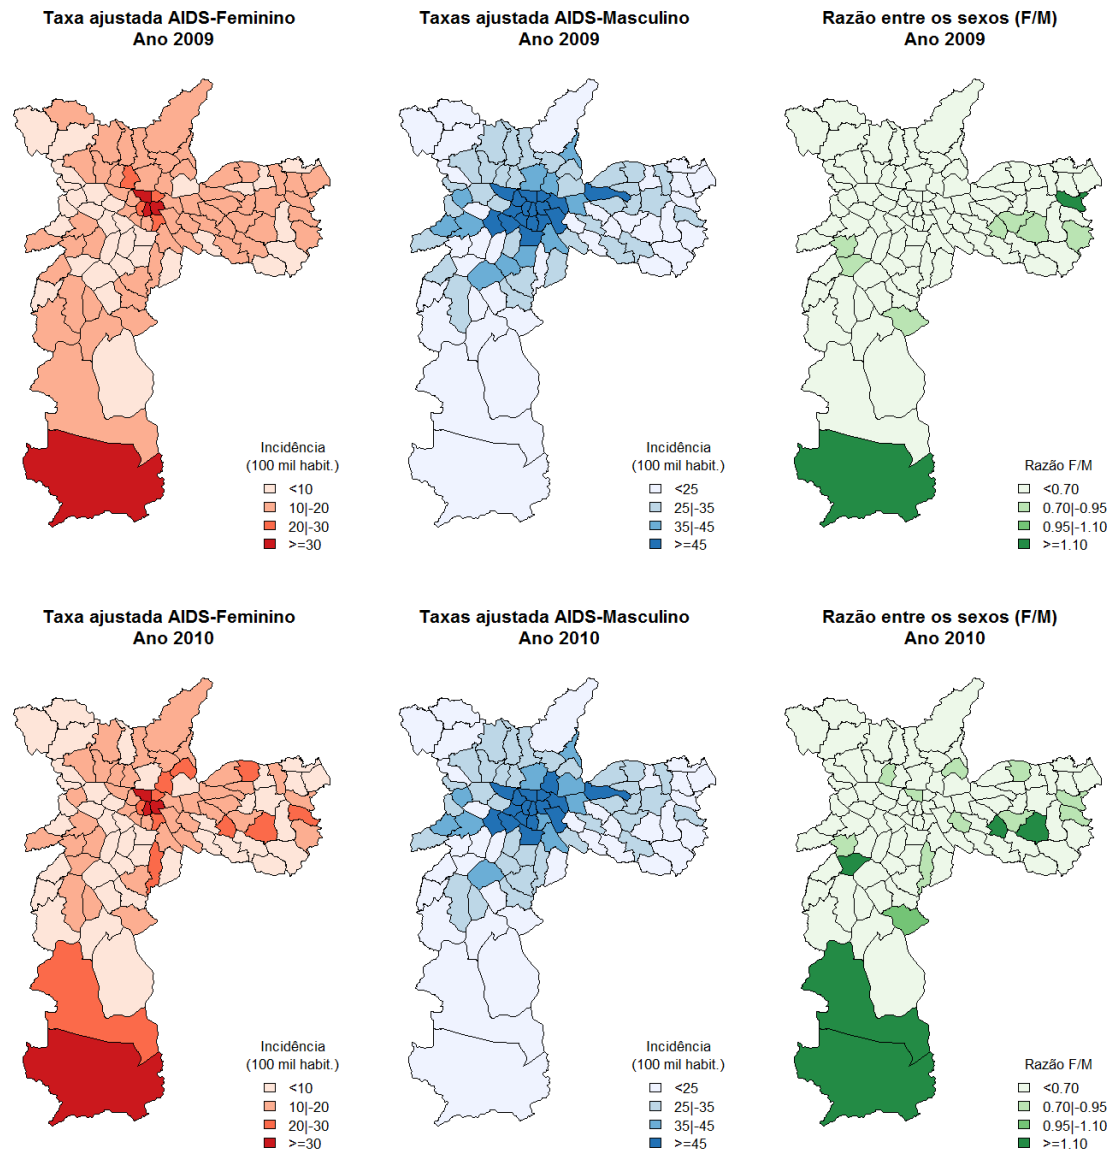 Taxa ajustada AIDS-Feminino
Ano 2009
Taxas ajustada AIDS-Masculino
Ano 2009
Razão entre os sexos (F/M)
Ano 2009
Incidência
(100 mil habit.)
<10
10|-20
20|-30
>=30
Incidência
(100 mil habit.)
<25
25|-35
35|-45
>=45
Razão F/M
<0.70
0.70|-0.95
0.95|-1.10
>=1.10
Taxa ajustada AIDS-Feminino
Ano 2010
Taxas ajustada AIDS-Masculino
Ano 2010
Razão entre os sexos (F/M)
Ano 2010
Incidência
(100 mil habit.)
<10
10|-20
20|-30
>=30
Incidência
(100 mil habit.)
<25
25|-35
35|-45
>=45
Razão F/M
<0.70
0.70|-0.95
0.95|-1.10
>=1.10